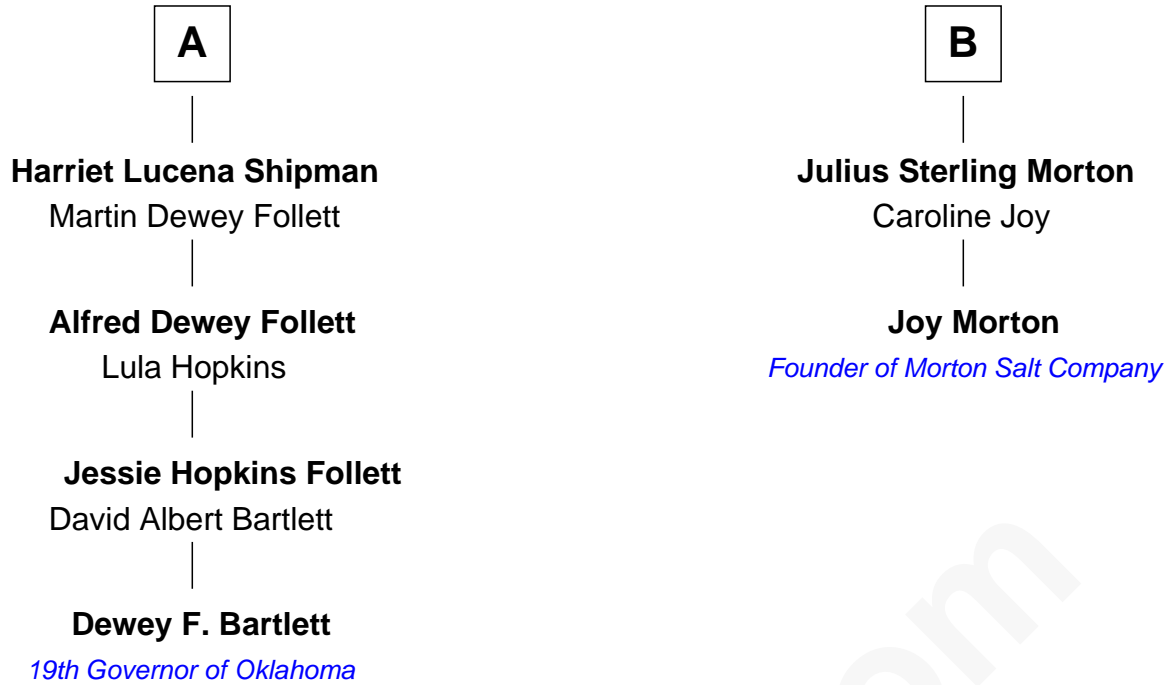 A
Harriet Lucena Shipman
Martin Dewey Follett
Alfred Dewey Follett
Lula Hopkins
Jessie Hopkins Follett
David Albert Bartlett
Dewey F. Bartlett
19th Governor of Oklahoma
B
Julius Sterling Morton
Caroline Joy
Joy Morton
Founder of Morton Salt Company
om